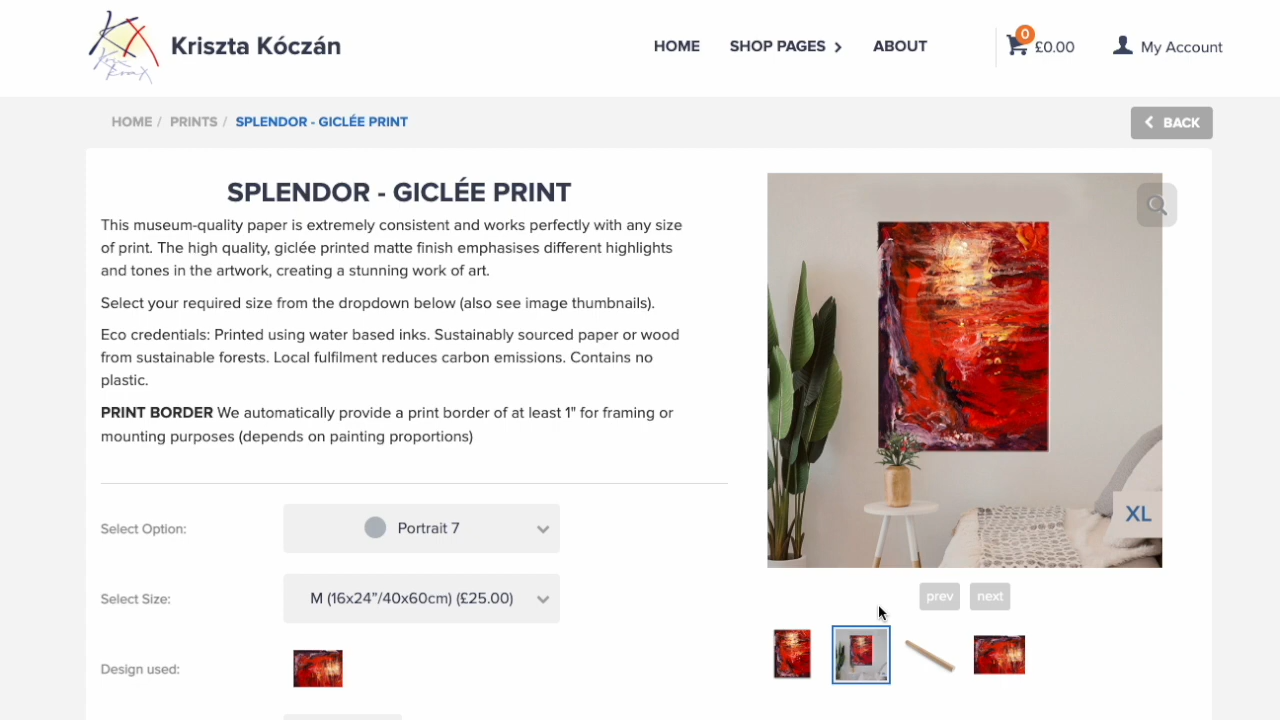 Kriszta Kóczán
HOME
SHOP PAGES
ABOUT
0
£0.00
My Account
HOME / PRINTS / SPLENDOR - GICLÉE PRINT
BACK
SPLENDOR - GICLÉE PRINT
This museum-quality paper is extremely consistent and works perfectly with any size
of print. The high quality, giclée printed matte finish emphasises different highlights
and tones in the artwork, creating a stunning work of art.
Select your required size from the dropdown below (also see image thumbnails).
Eco credentials: Printed using water based inks. Sustainably sourced paper or wood
from sustainable forests. Local fulfilment reduces carbon emissions. Contains no
plastic.
PRINT BORDER We automatically provide a print border of at least 1" for framing or
mounting purposes (depends on painting proportions)
Select Option:
Portrait 7
Select Size:
M (16x24"/40x60cm) (£25.00)
Design used:
XL
prev
next